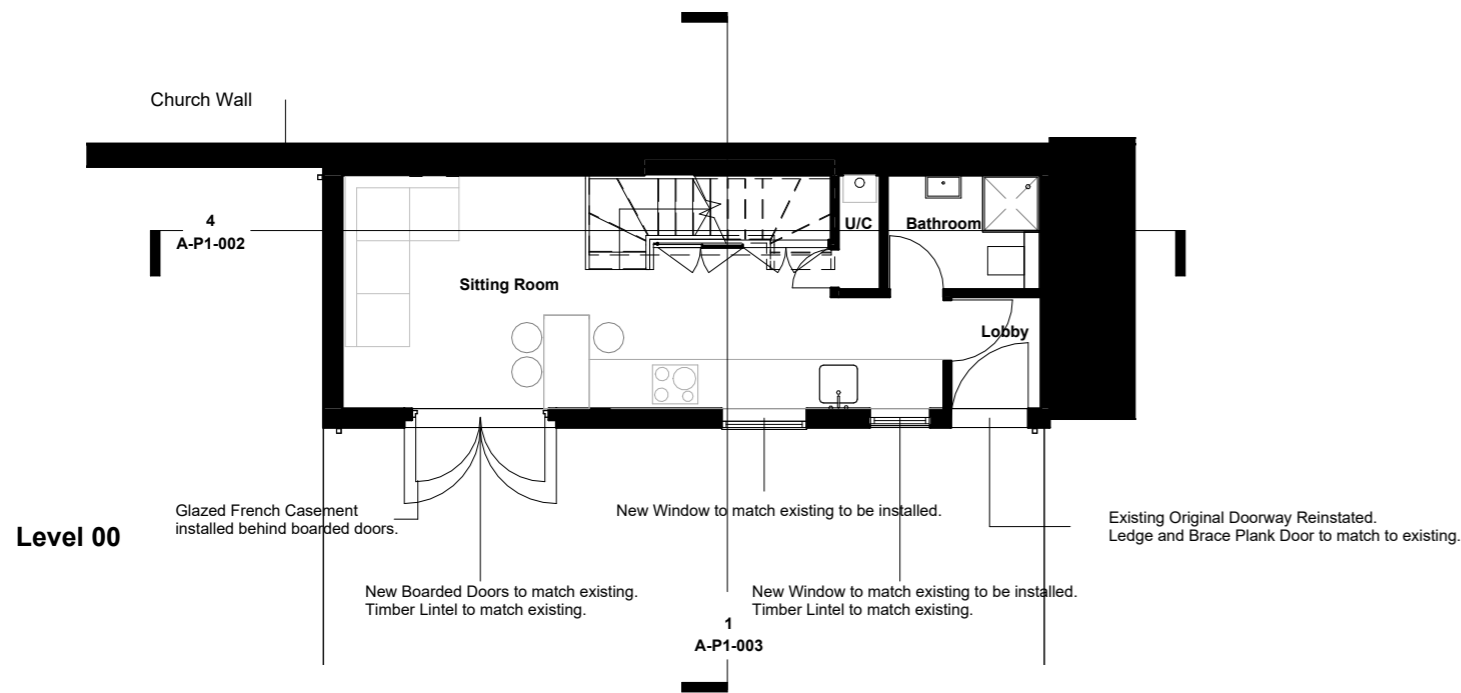 Church Wall
4
A-P1-002
U/C
Bathroom
Sitting Room
Lobby
Glazed French Casement
installed behind boarded doors.
New Window to match existing to be installed.
Existing Original Doorway Reinstated.
Ledge and Brace Plank Door to match to existing.
Level 00
New Boarded Doors to match existing.
Timber Lintel to match existing.
New Window to match existing to be installed.
Timber Lintel to match existing.
1
A-P1-003